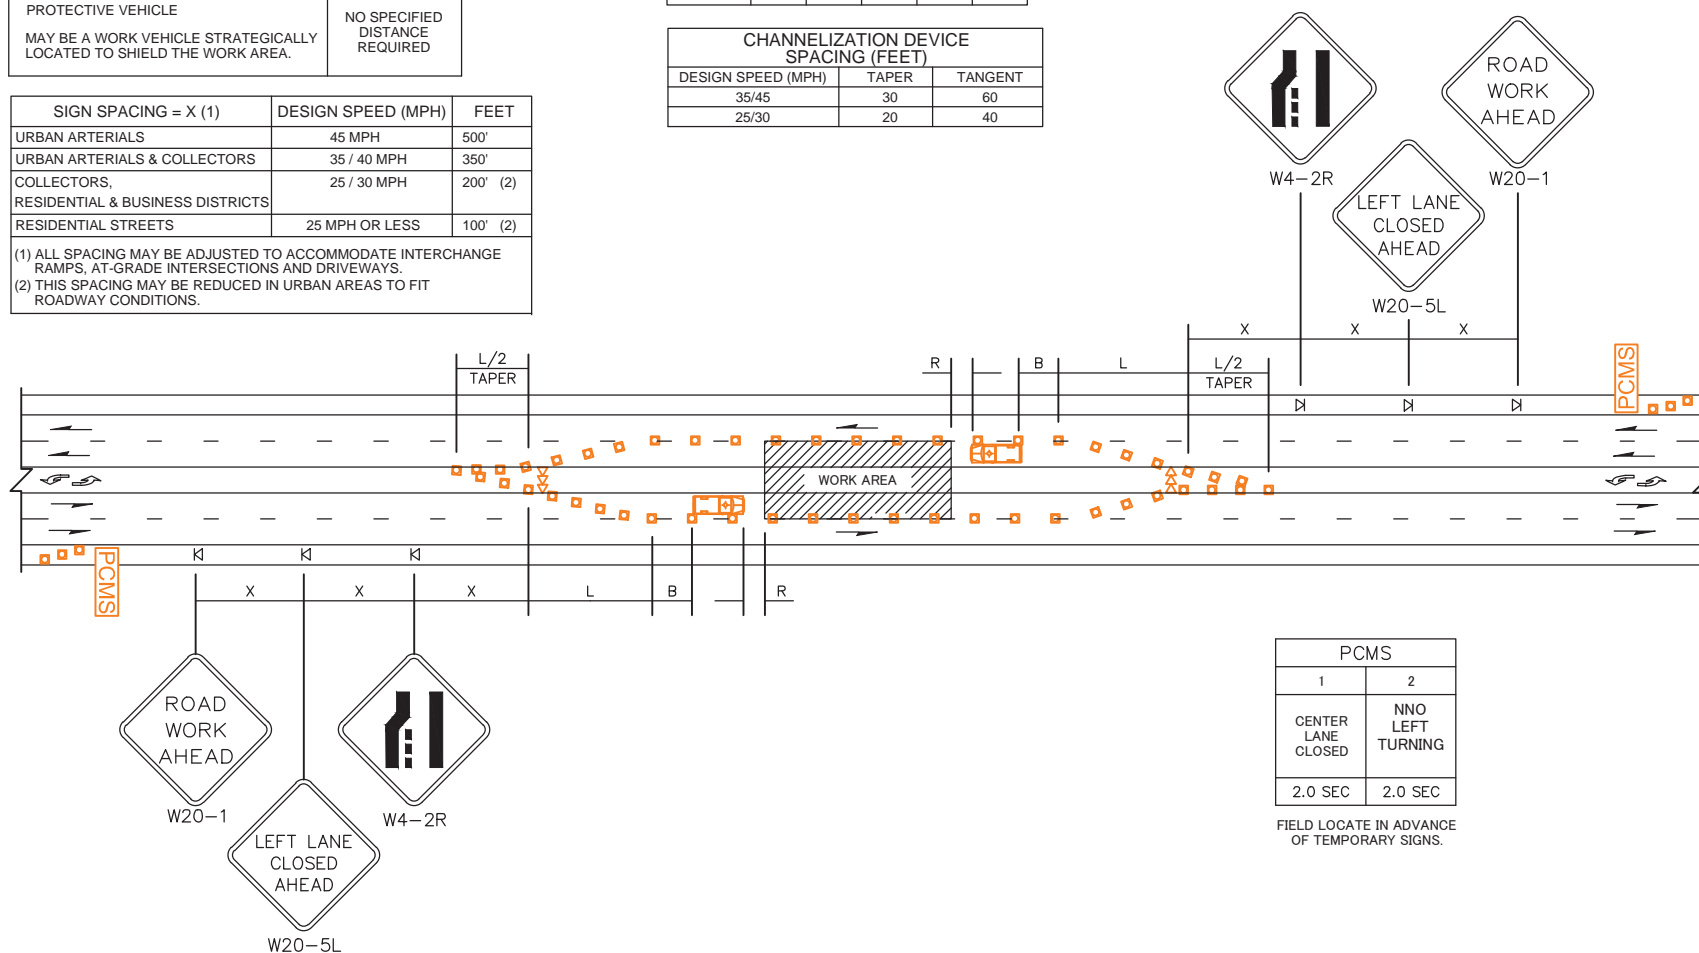 PROTECTIVE VEHICLE
MAY BE A WORK VEHICLE STRATEGICALLY
LOCATED TO SHIELD THE WORK AREA.
NO SPECIFIED
DISTANCE
REQUIRED
SIGN SPACING = X (1) DESIGN SPEED (MPH) FEET
URBAN ARTERIALS 45 MPH 500'
URBAN ARTERIALS & COLLECTORS 35 / 40 MPH 350'
COLLECTORS, 25 / 30 MPH 200' (2)
RESIDENTIAL & BUSINESS DISTRICTS
RESIDENTIAL STREETS 25 MPH OR LESS 100' (2)
(1) ALL SPACING MAY BE ADJUSTED TO ACCOMMODATE INTERCHANGE
RAMPS, AT-GRADE INTERSECTIONS AND DRIVEWAYS.
(2) THIS SPACING MAY BE REDUCED IN URBAN AREAS TO FIT
ROADWAY CONDITIONS.
CHANNELIZATION DEVICE
SPACING (FEET)
DESIGN SPEED (MPH) TAPER TANGENT
35/45 30 60
25/30 20 40
W4-2R
ROAD
WORK
AHEAD
W20-1
LEFT LANE
CLOSED
AHEAD
W20-5L
X X X
L/2
TAPER
R B L L/2
TAPER
PCMS
WORK AREA
PCMS
X X X L B R
ROAD
WORK
AHEAD
W20-1
LEFT LANE
CLOSED
AHEAD
W20-5L
W4-2R
PCMS
1 2
CENTER
LANE
CLOSED
NNO
LEFT
TURNING
2.0 SEC 2.0 SEC
FIELD LOCATE IN ADVANCE
OF TEMPORARY SIGNS.